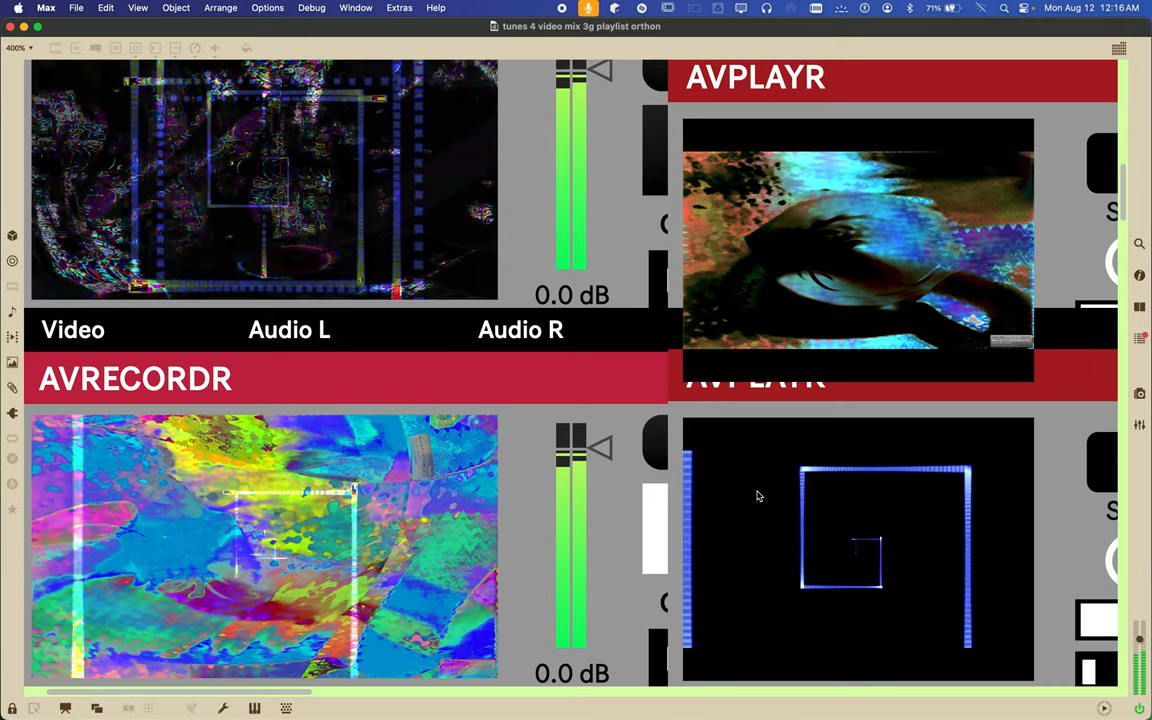 Max File Edit View Object Arrange Options Debug Window Extras Help 71% Mon Aug 12 12:16 AM
tunes 4 video mix 3g playlist orthon
400%
AVPLAYR
0.0 dB
Video Audio L Audio R
AVRECORDR
AVPLAYR
0.0 dB